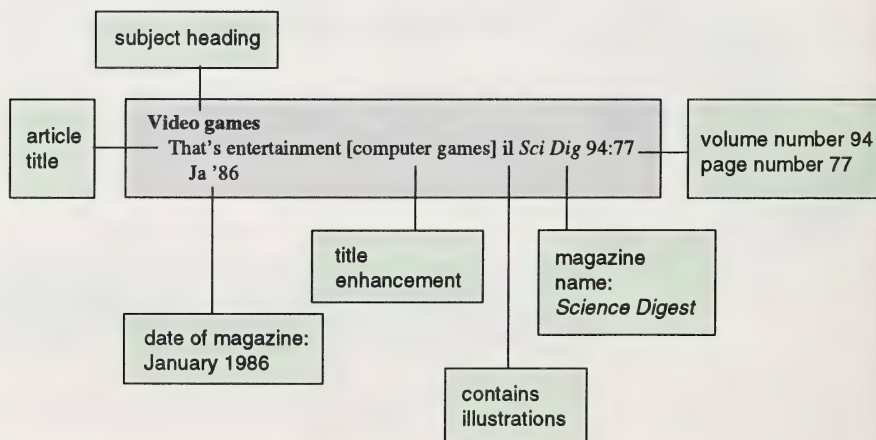 subject heading
article
title
Video games
That's entertainment [computer games] il Sci Dig 94:77
Ja '86
volume number 94
page number 77
title
enhancement
magazine
name:
Science Digest
date of magazine:
January 1986
contains
illustrations